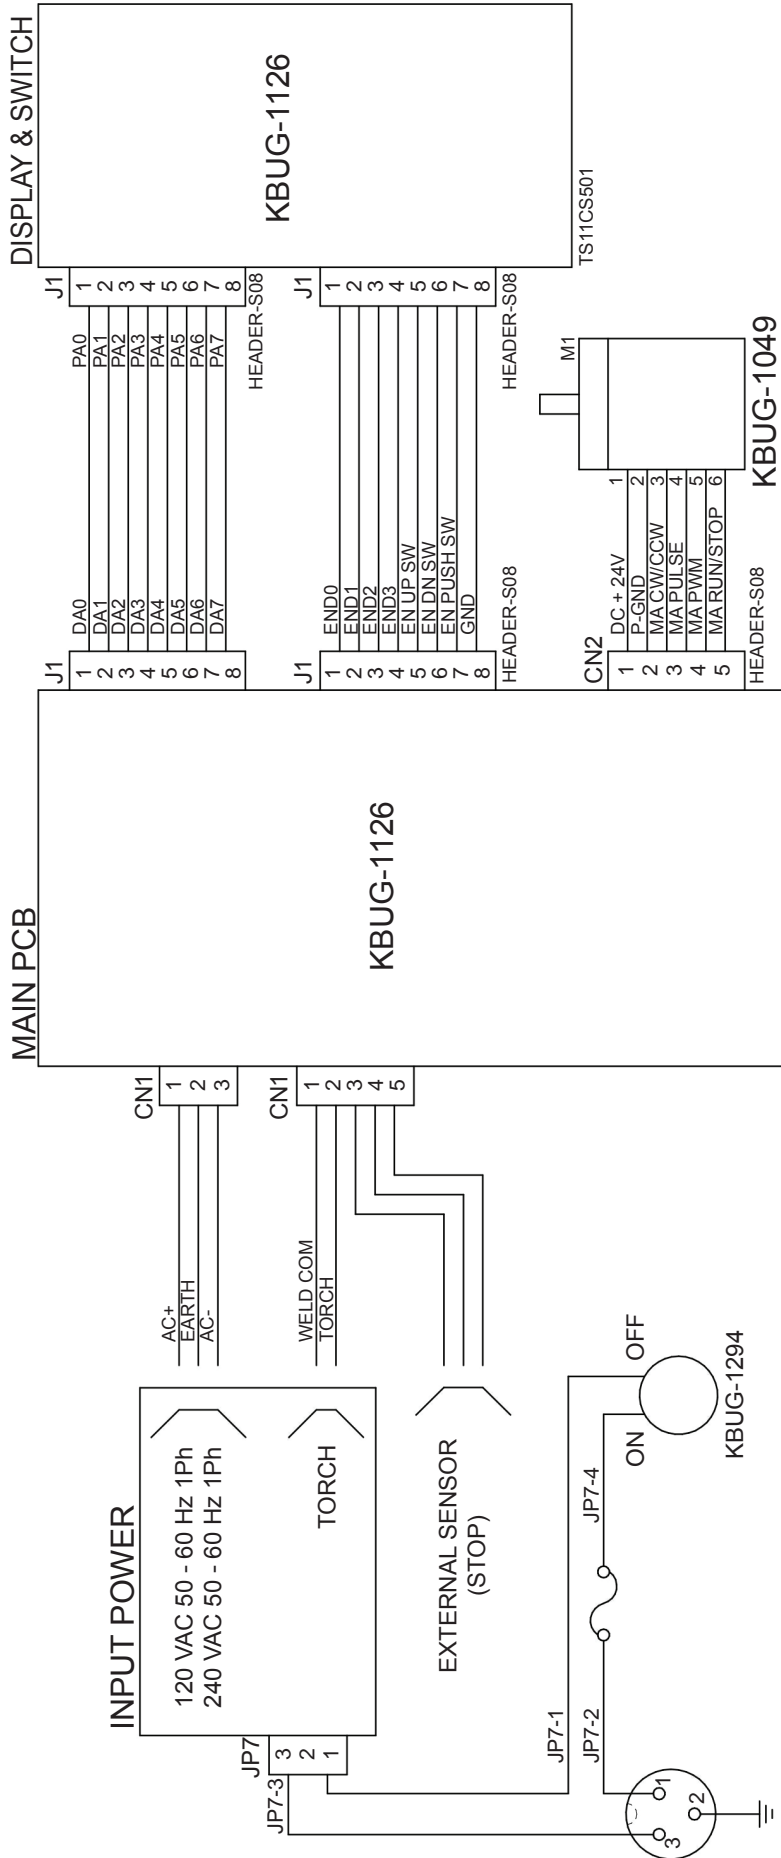 INPUT POWER
120 VAC 50 - 60 Hz 1Ph
240 VAC 50 - 60 Hz 1Ph
TORCH
JP7
3
2
1
JP7-3
EXTERNAL SENSOR
(STOP)
JP7-1
JP7-2
JP7-4
ON
OFF
KBUG-1294
1
2
3
AC+
EARTH
AC-
WELD COM
TORCH
CN1
1
2
3
CN1
1
2
3
4
5
MAIN PCB
KBUG-1126
J1
1
2
3
4
5
6
7
8
DA0
DA1
DA2
DA3
DA4
DA5
DA6
DA7
PA0
PA1
PA2
PA3
PA4
PA5
PA6
PA7
J1
1
2
3
4
5
6
7
8
HEADER-S08
J1
1
2
3
4
5
6
7
8
HEADER-S08
END0
END1
END2
END3
EN UP SW
EN DN SW
EN PUSH SW
GND
J1
1
2
3
4
5
6
7
8
HEADER-S08
DISPLAY & SWITCH
KBUG-1126
TS11CS501
CN2
1
2
3
4
5
HEADER-S08
DC + 24V
P-GND
MA CW/CCW
MA PULSE
MA PWM
MA RUN/STOP
1
2
3
4
5
6
M1
KBUG-1049